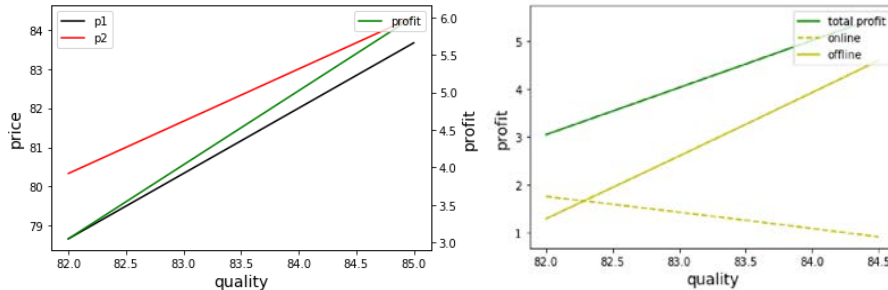 p1
p2
profit
84
83
82
81
80
79
price
6.0
5.5
5.0
4.5
4.0
3.5
3.0
profit
82.0 82.5 83.0 83.5 84.0 84.5 85.0
quality
total profit
online
offline
5
4
3
2
1
profit
82.0 82.5 83.0 83.5 84.0 84.5
quality